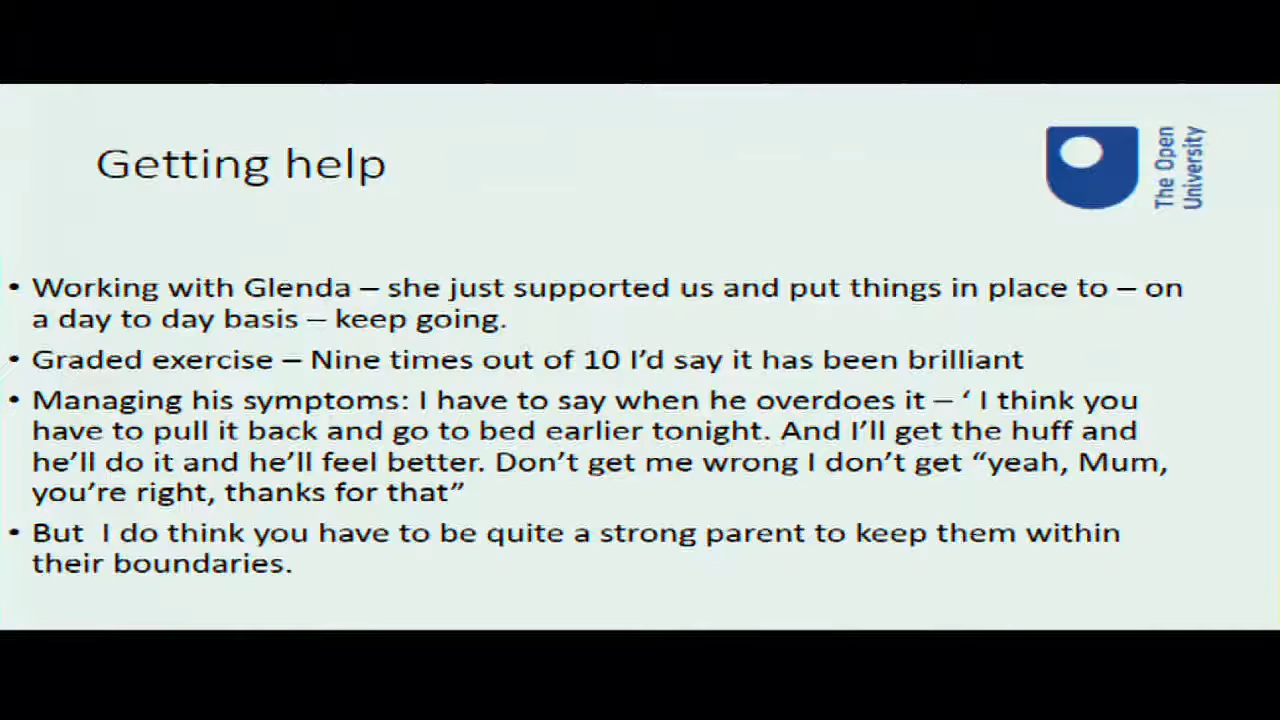 Getting help
The Open
University
• Working with Glenda – she just supported us and put things in place to – on
a day to day basis – keep going.
• Graded exercise – Nine times out of 10 I’d say it has been brilliant
• Managing his symptoms: I have to say when he overdoes it – ‘ I think you
have to pull it back and go to bed earlier tonight. And I’ll get the huff and
he’ll do it and he’ll feel better. Don’t get me wrong I don’t get “yeah, Mum,
you’re right, thanks for that”
• But  I do think you have to be quite a strong parent to keep them within
their boundaries.